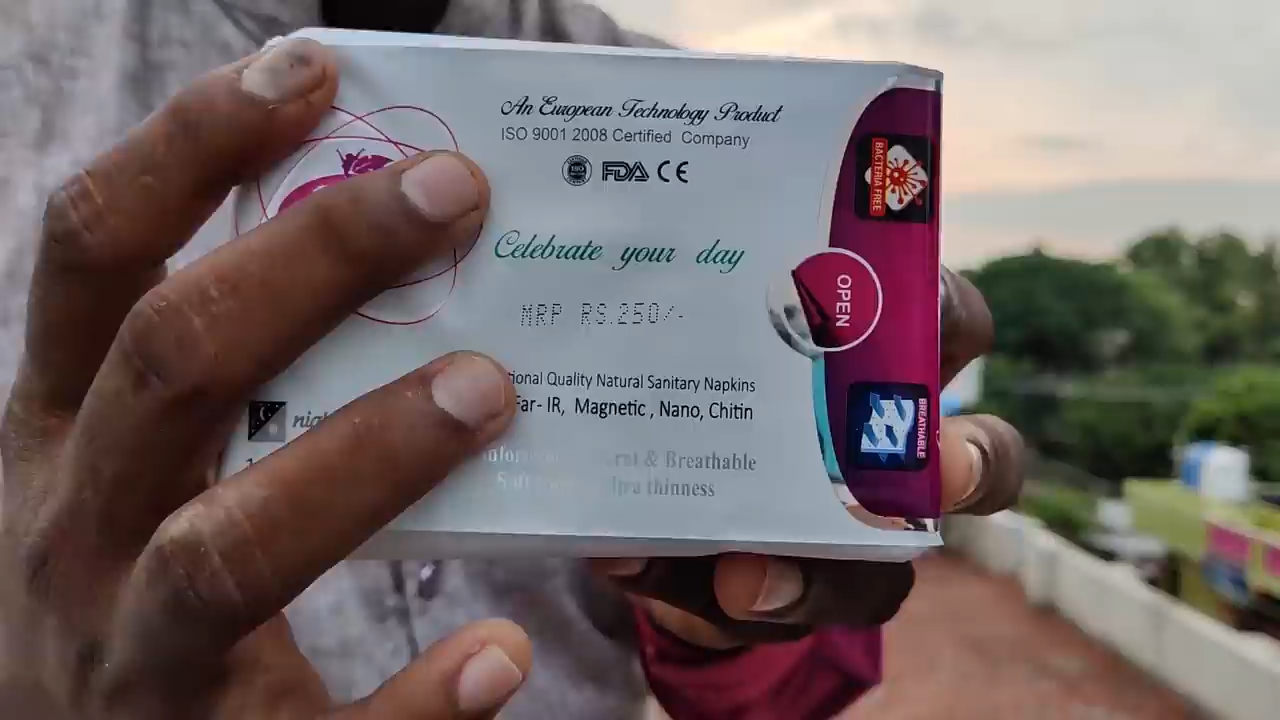 An European Technology Product
ISO 9001 2008 Certified Company
FDA CE
Celebrate your day
MRP RS.250/-
Quality Natural Sanitary Napkins
Far- IR, Magnetic , Nano, Chitin
& Breathable
thinness
BACTERIA FREE
OPEN
BREATHABLE